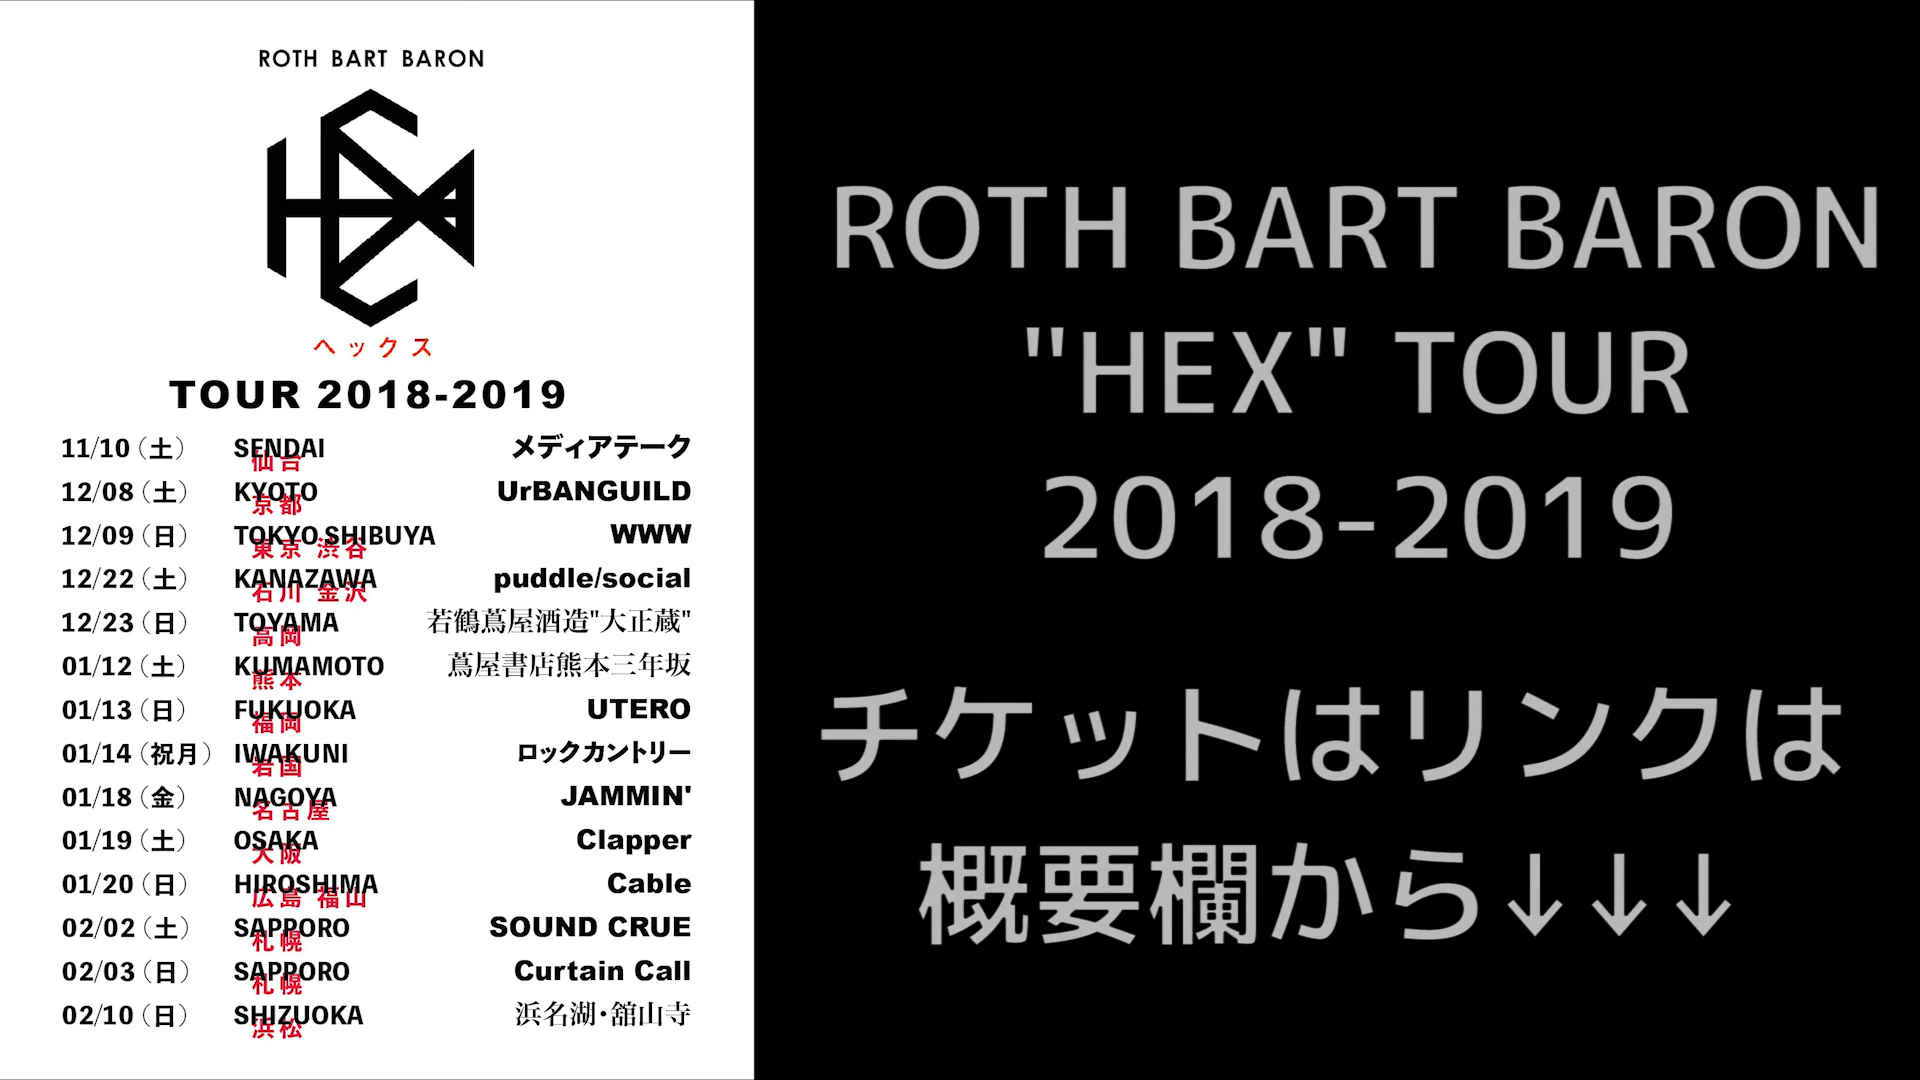 ROTH BART BARON
HEX
ヘックス
TOUR 2018-2019
11/10（土） SENDAI 仙台 メディアテーク
12/08（土） KYOTO 京都 UrBANGUILD
12/09（日） TOKYO.SHIBUYA 東京 渋谷 WWW
12/22（土） KANAZAWA 石川 金沢 puddle/social
12/23（日） TOYAMA 高岡 若鶴蔦屋酒造"大正蔵"
01/12（土） KUMAMOTO 熊本 蔦屋書店熊本三年坂
01/13（日） FUKUOKA 福岡 UTERO
01/14（祝月） IWAKUNI 岩国 ロックカントリー
01/18（金） NAGOYA 名古屋 JAMMIN'
01/19（土） OSAKA 大阪 Clapper
01/20（日） HIROSHIMA 広島 福山 Cable
02/02（土） SAPPORO 札幌 SOUND CRUE
02/03（日） SAPPORO 札幌 Curtain Call
02/10（日） SHIZUOKA 浜松 浜名湖・舘山寺
ROTH BART BARON
"HEX" TOUR
2018-2019
チケットはリンクは
概要欄から↓↓↓